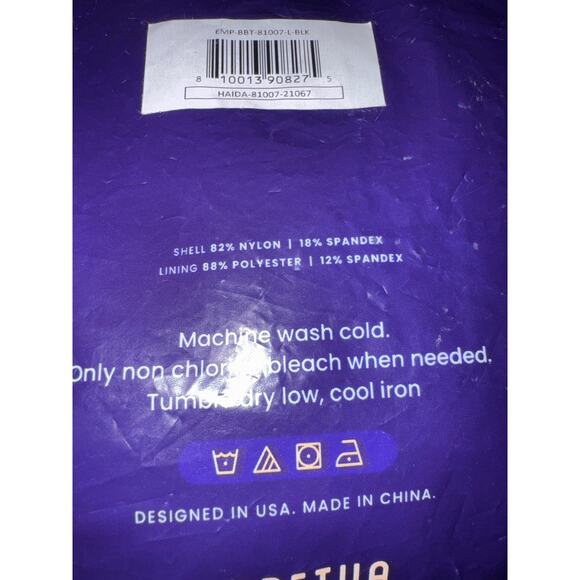 EMP-BBT-81007-L-BLK
8 10013 90827 5
HAIDA-81007-21067
SHELL 82% NYLON | 18% SPANDEX
LINING 88% POLYESTER | 12% SPANDEX
Machine wash cold.
Only non chlorine bleach when needed.
Tumble dry low, cool iron
DESIGNED IN USA. MADE IN CHINA.